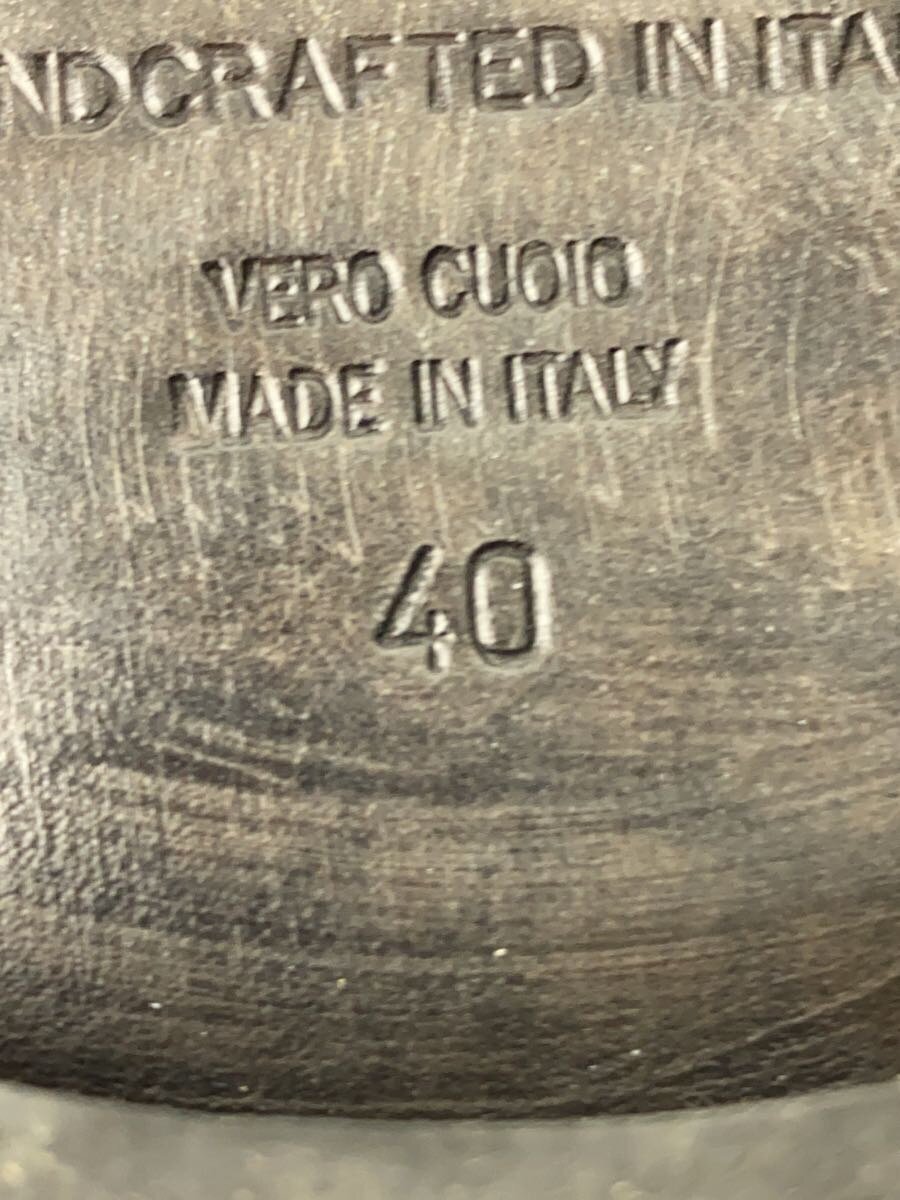 NDCRAFTED IN ITA
VERO CUOIO
MADE IN ITALY
40